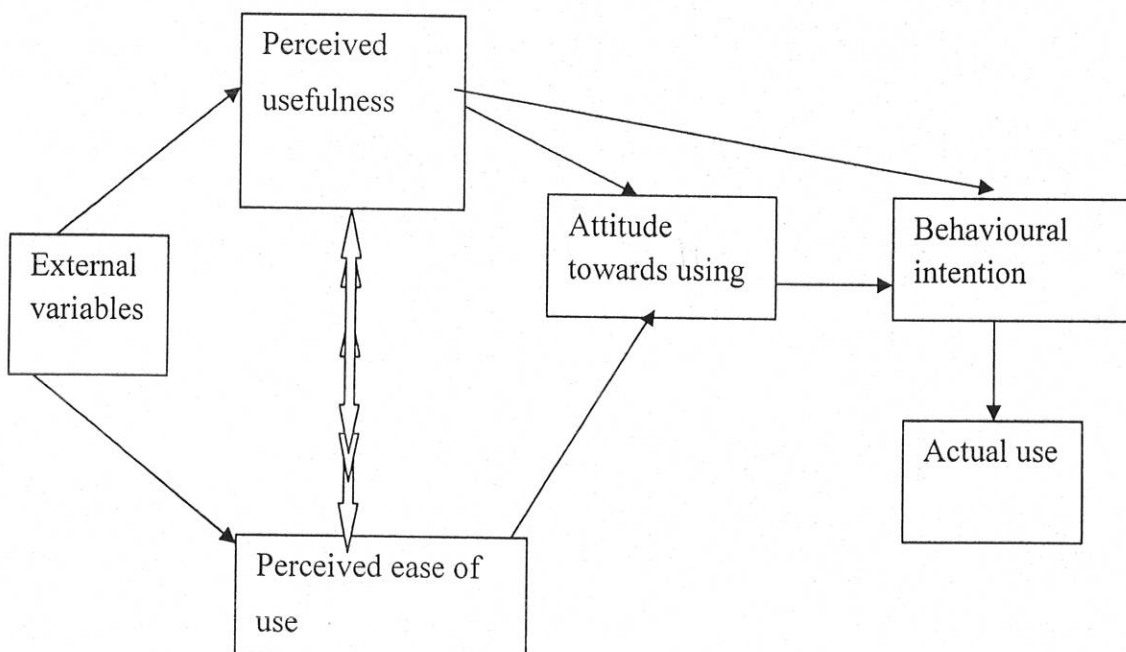 Perceived
usefulness
External
variables
Attitude
towards using
Behavioural
intention
Actual use
Perceived ease of
use